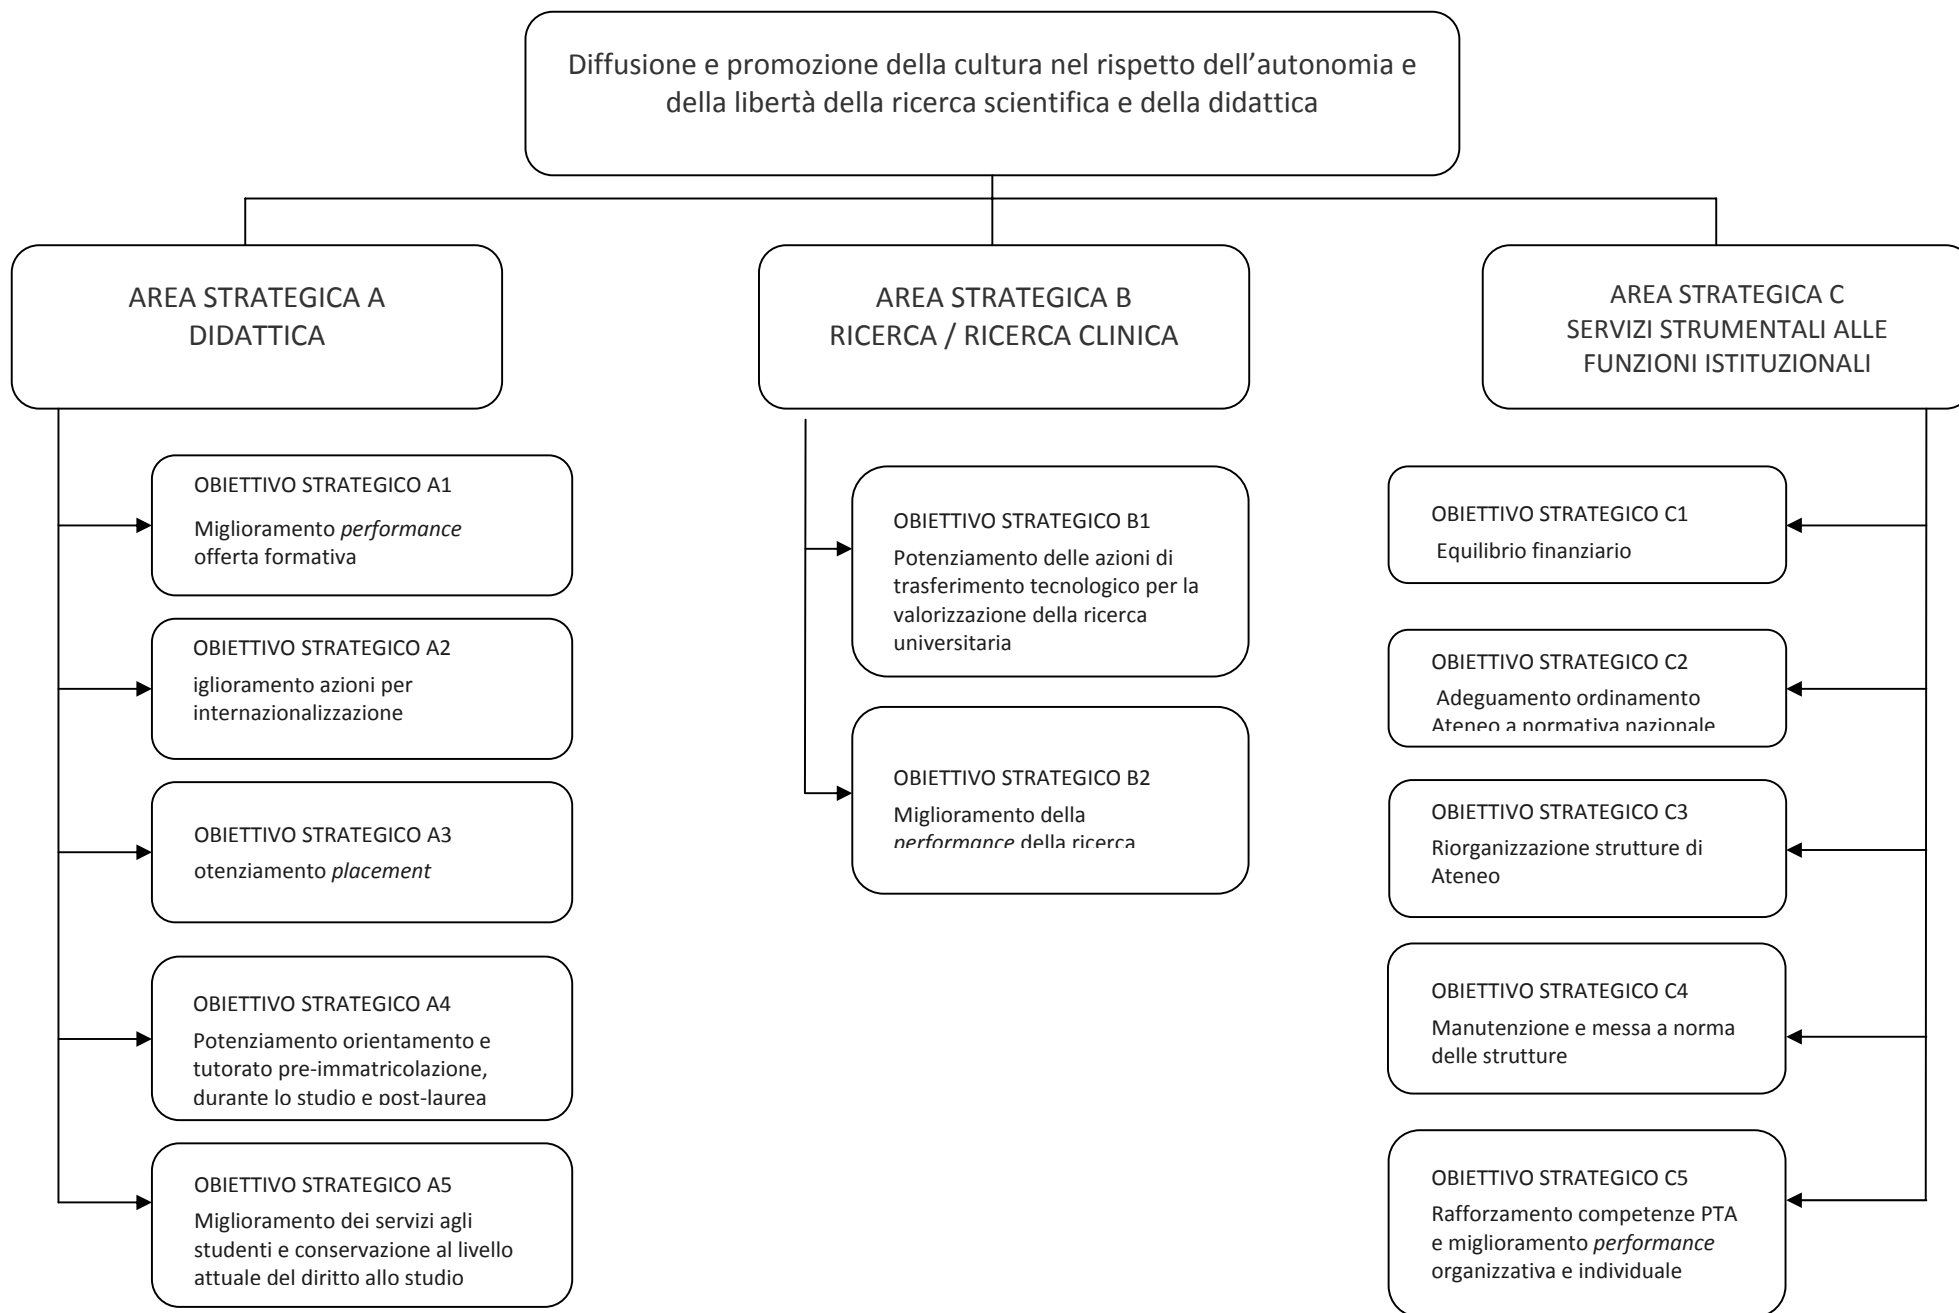 Diffusione e promozione della cultura nel rispetto dell’autonomia e
della libertà della ricerca scientifica e della didattica
AREA STRATEGICA A
DIDATTICA
AREA STRATEGICA B
RICERCA / RICERCA CLINICA
AREA STRATEGICA C
SERVIZI STRUMENTALI ALLE
FUNZIONI ISTITUZIONALI
OBIETTIVO STRATEGICO A1
Miglioramento performance
offerta formativa
OBIETTIVO STRATEGICO A2
iglioramento azioni per
internazionalizzazione
OBIETTIVO STRATEGICO A3
otenziamento placement
OBIETTIVO STRATEGICO A4
Potenziamento orientamento e
tutorato pre-immatricolazione,
durante lo studio e post-laurea
OBIETTIVO STRATEGICO A5
Miglioramento dei servizi agli
studenti e conservazione al livello
attuale del diritto allo studio
OBIETTIVO STRATEGICO B1
Potenziamento delle azioni di
trasferimento tecnologico per la
valorizzazione della ricerca
universitaria
OBIETTIVO STRATEGICO B2
Miglioramento della
performance della ricerca
OBIETTIVO STRATEGICO C1
Equilibrio finanziario
OBIETTIVO STRATEGICO C2
Adeguamento ordinamento
Ateneo a normativa nazionale
OBIETTIVO STRATEGICO C3
Riorganizzazione strutture di
Ateneo
OBIETTIVO STRATEGICO C4
Manutenzione e messa a norma
delle strutture
OBIETTIVO STRATEGICO C5
Rafforzamento competenze PTA
e miglioramento performance
organizzativa e individuale